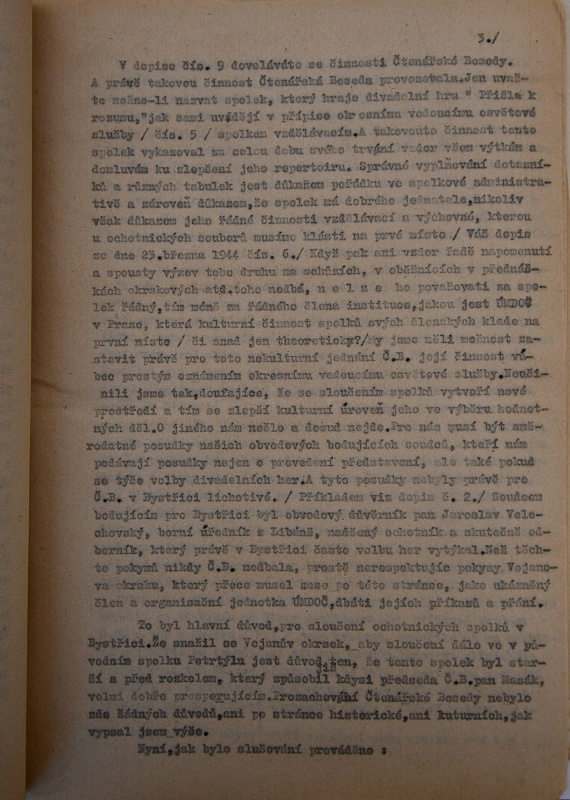 3./
V dopise čís. 9 dovoláváte se činnosti Čtenářské Besedy.
A právě takovou činnost Čtenářská Beseda provozovala.Jen uvaž-
te možno-li nazvat spolek, který hraje divadelní hru " Přišla k
rozumu,"jak sami uvádějí v přípise okresnímu vedoucímu osvětové
služby / čís. 5 / spolkem vzdělávacím.A takovouto činnost tento
spolek vykazoval za celou dobu svého trvání vzdor všem výtkám a
domluvám ku zlepšení jeho repertoiru. Správné vyplňování dotazní-
ků a různých tabulek jest důkazem pořádku ve spolkové administra-
tivě a zároveň důkazem,že spolek má dobrého jednatele,nikoliv
však důkazem jeho řádné činnosti vzdělávací a výchovné, kterou
u ochotnických souborů musíme klásti na prvé místo./ Váš dopis
ze dne 23.března 1944 čís. 6./ Když pak ani vzdor řadě napomenutí
a spousty výzev toho druhu na schůzích, v oběžnících v přednáš-
kách okrskových atd.toho nedbá, n e l z e ho považovati za spo-
lek řádný,tím méně za řádného člena instituce,jakou jest ÚMDOČ
v Praze, která kulturní činnost spolků svých členských klade na
první místo / či snad jen theoreticky?/My jsme měli možnost za-
stavit právě pro toto nekulturní jednání Č.B. její činnost vů-
bec prostým oznámením okresnímu vedoucímu osvětové služby.Neuči-
nili jsme tak,doufajíce, že se sloučením spolků vytvoří nové
prostředí a tím se zlepší kulturní úroveň jeho ve výběru hodnot-
ných děl.O jiného nám nešlo a dosud nejde.Pro nás musí být smě-
rodatné posudky našich obvodových bodujících soudců, kteří nám
podávají posudky nejen o provedení představení, ale také pokud
se týče volby divadelních her.A tyto posudky nebyly právě pro
Č.B. v Bystřici lichotivé. / Příkladem viz dopis č. 2./ Soudcem
bodujícím pro Bystřici byl obvodový důvěrník pan Jaroslav Vele-
chovský, berní úředník z Libáně, nadšený ochotník a skutečně od-
borník, který právě v Bystřici často volbu her vytýkal.Než těch-
to pokynů nikdy Č.B. nedbala, prostě nerespektujíc pokyny Vojano-
va okrsku, který přece musel zase po této stránce, jako ukázněný
člen a organisační jednotka ÚMDOČ,dbáti jejích příkazů a přání.
To byl hlavní důvod,pro sloučení ochotnických spolků v
Bystřici.Že snažil se Vojanův okrsek, aby sloučení dálo ve v pů-
vodním spolku Petrtýlu jest důvod ten, že tento spolek byl star-
ší a před rozkolem, který způsobil kdysi předseda Č.B.pan Masák,
velmi dobře prosperujícím.Prozachování Čtenářské Besedy nebylo
zde žádných důvodů,ani po stránce historické,ani kuturních,jak
vypsal jsem výše.
Nyní,jak bylo slučování prováděno :